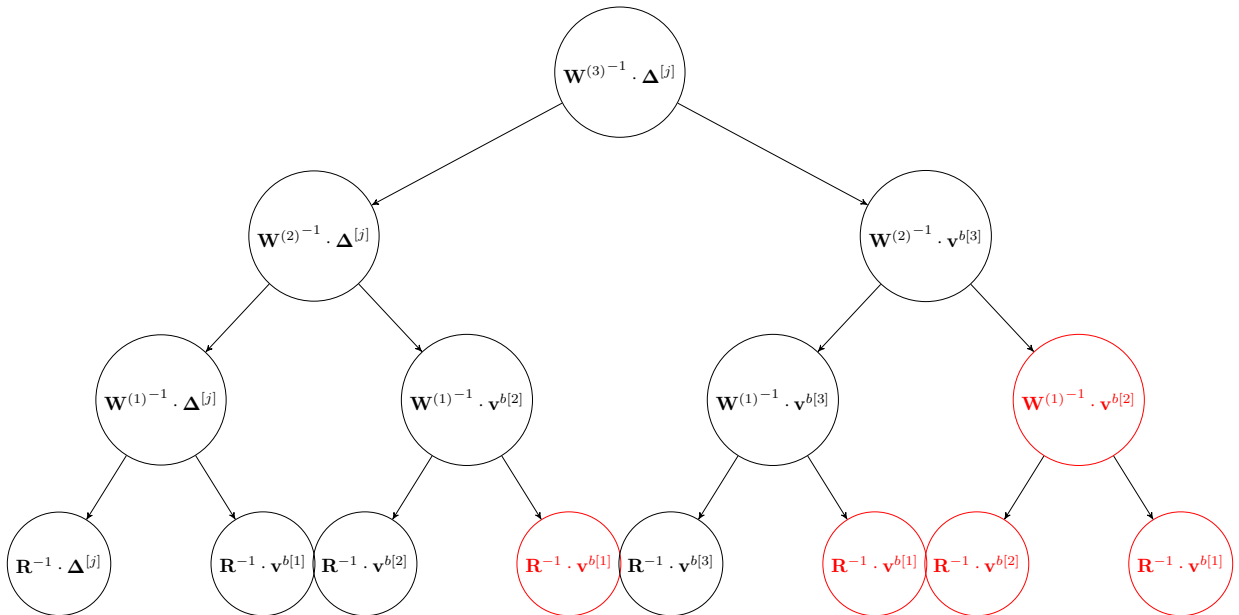 𝐖⁽³⁾⁻¹ · 𝚫^[j]
𝐖⁽²⁾⁻¹ · 𝚫^[j]
𝐖⁽²⁾⁻¹ · 𝐯^b[3]
𝐖⁽¹⁾⁻¹ · 𝚫^[j]
𝐖⁽¹⁾⁻¹ · 𝐯^b[2]
𝐖⁽¹⁾⁻¹ · 𝐯^b[3]
𝐖⁽¹⁾⁻¹ · 𝐯^b[2]
𝐑⁻¹ · 𝚫^[j]
𝐑⁻¹ · 𝐯^b[1]
𝐑⁻¹ · 𝐯^b[2]
𝐑⁻¹ · 𝐯^b[1]
𝐑⁻¹ · 𝐯^b[3]
𝐑⁻¹ · 𝐯^b[1]
𝐑⁻¹ · 𝐯^b[2]
𝐑⁻¹ · 𝐯^b[1]